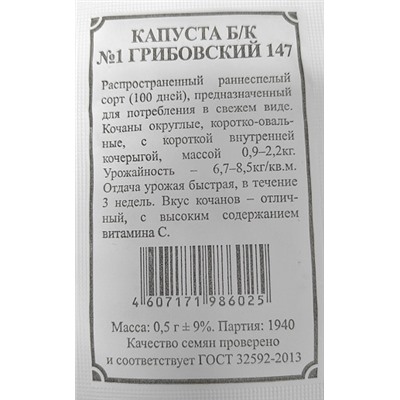 КАПУСТА Б/К
№1 ГРИБОВСКИЙ 147
Распространенный раннеспелый
сорт (100 дней), предназначенный
для потребления в свежем виде.
Кочаны округлые, коротко-оваль-
ные, с короткой внутренней
кочерыгой, массой 0,9–2,2кг.
Урожайность – 6,7–8,5кг/кв.м.
Отдача урожая быстрая, в течение
3 недель. Вкус кочанов – отлич-
ный, с высоким содержанием
витамина С.
4 607171 986025
Масса: 0,5 г ± 9%. Партия: 1940
Качество семян проверено
и соответствует ГОСТ 32592-2013